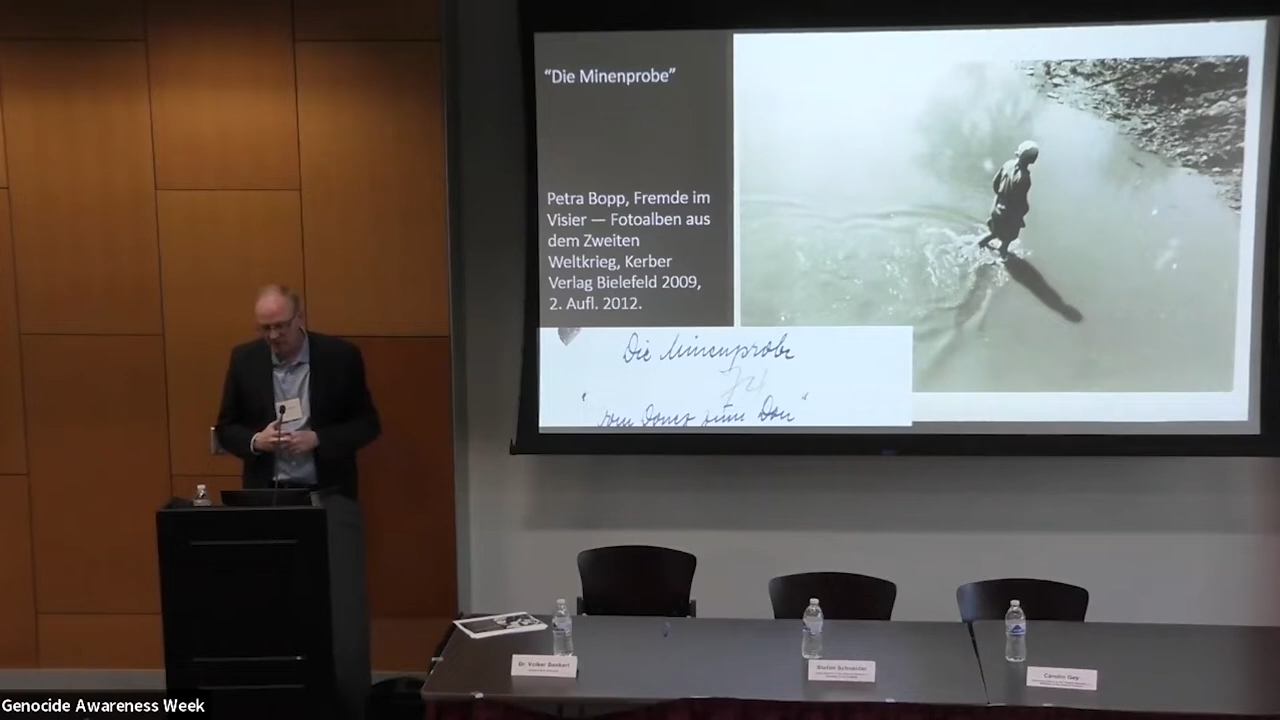 "Die Minenprobe"
Petra Bopp, Fremde im
Visier — Fotoalben aus
dem Zweiten
Weltkrieg, Kerber
Verlag Bielefeld 2009,
2. Aufl. 2012.
Die Minenprobe
"vom Donez zum Don"
Dr. Volker Benkert
Stefan Schneider
Carolin Gey
Genocide Awareness Week